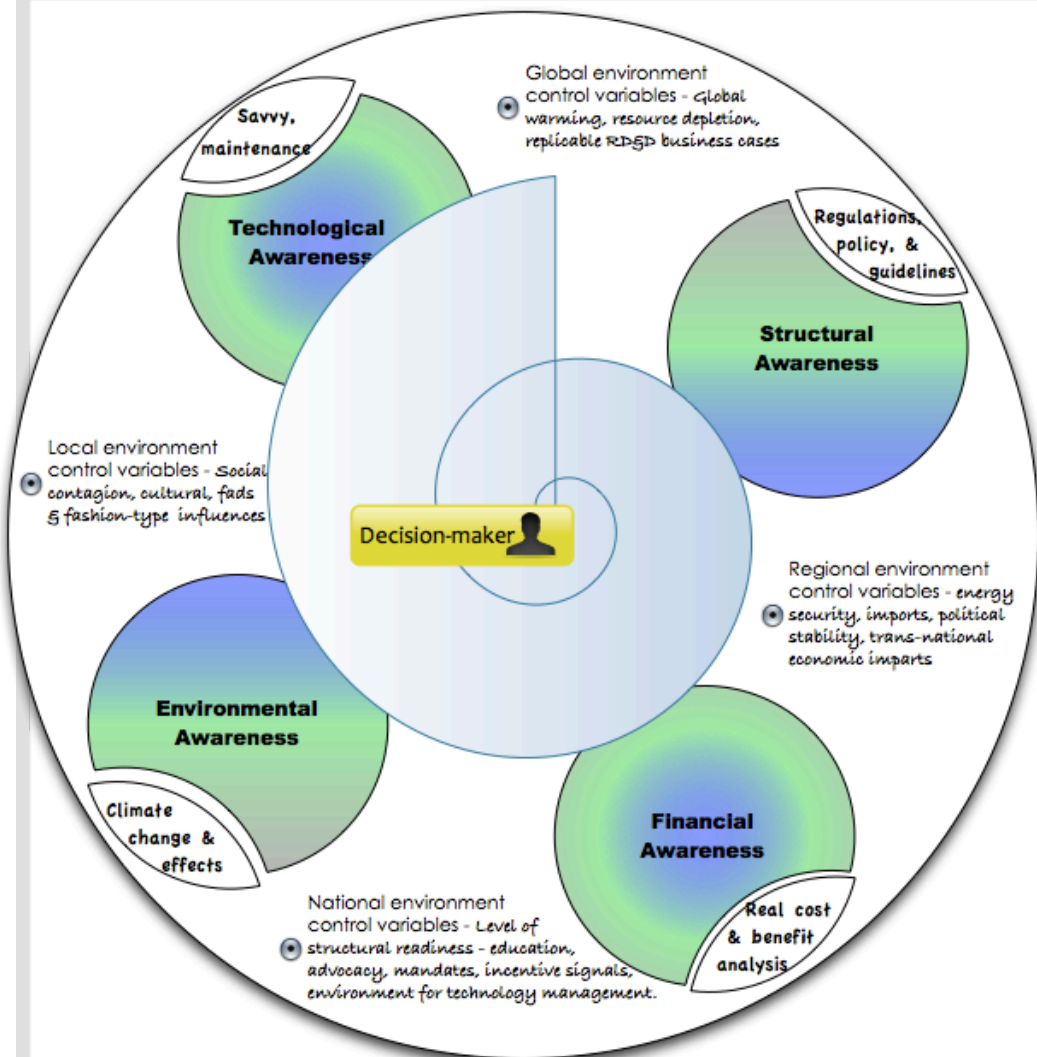 Global environment
control variables - Global
warming, resource depletion,
replicable RD&D business cases
Savvy,
maintenance
Technological
Awareness
Regulations,
policy, &
guidelines
Structural
Awareness
Local environment
control variables - Social
contagion, cultural, fads
& fashion-type influences
Decision-maker
Regional environment
control variables - energy
security, imports, political
stability, trans-national
economic imparts
Environmental
Awareness
Climate
change &
effects
Financial
Awareness
Real cost
& benefit
analysis
National environment
control variables - Level of
structural readiness - education,
advocacy, mandates, incentive signals,
environment for technology management.